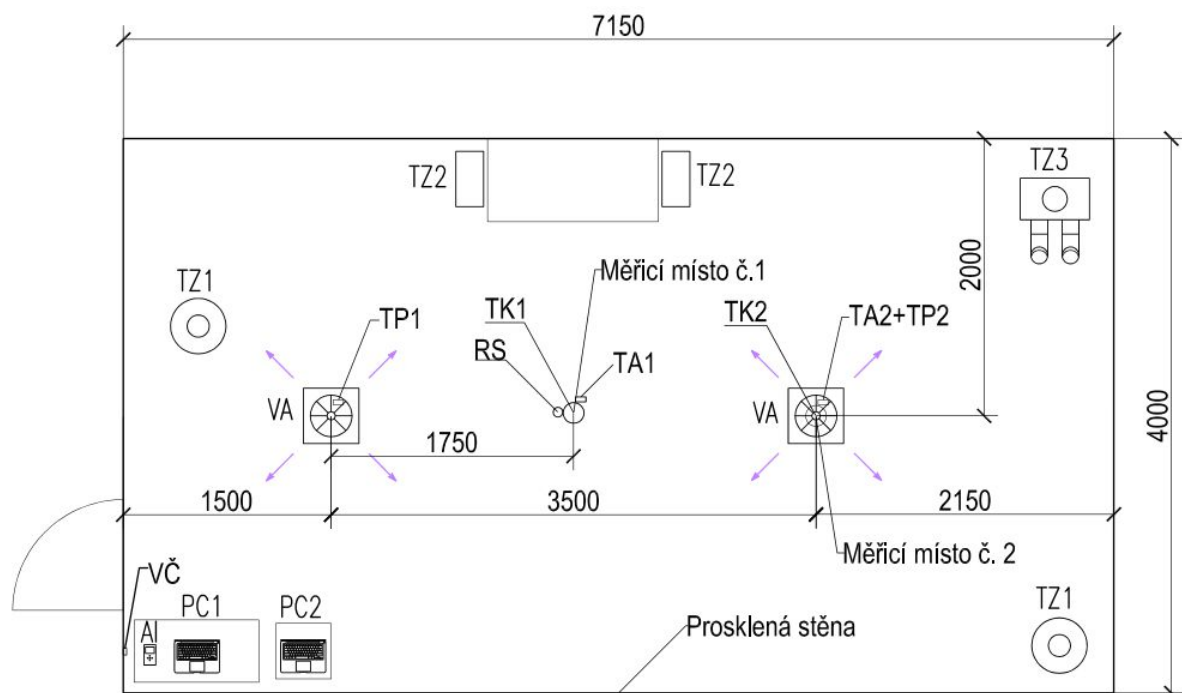 7150
TZ2
TZ2
TZ3
2000
Měřicí místo č.1
TZ1
TP1
TK1
TK2
TA2+TP2
RS
TA1
VA
VA
4000
1750
1500
3500
2150
Měřicí místo č. 2
VČ
PC1
PC2
AI
TZ1
Prosklená stěna